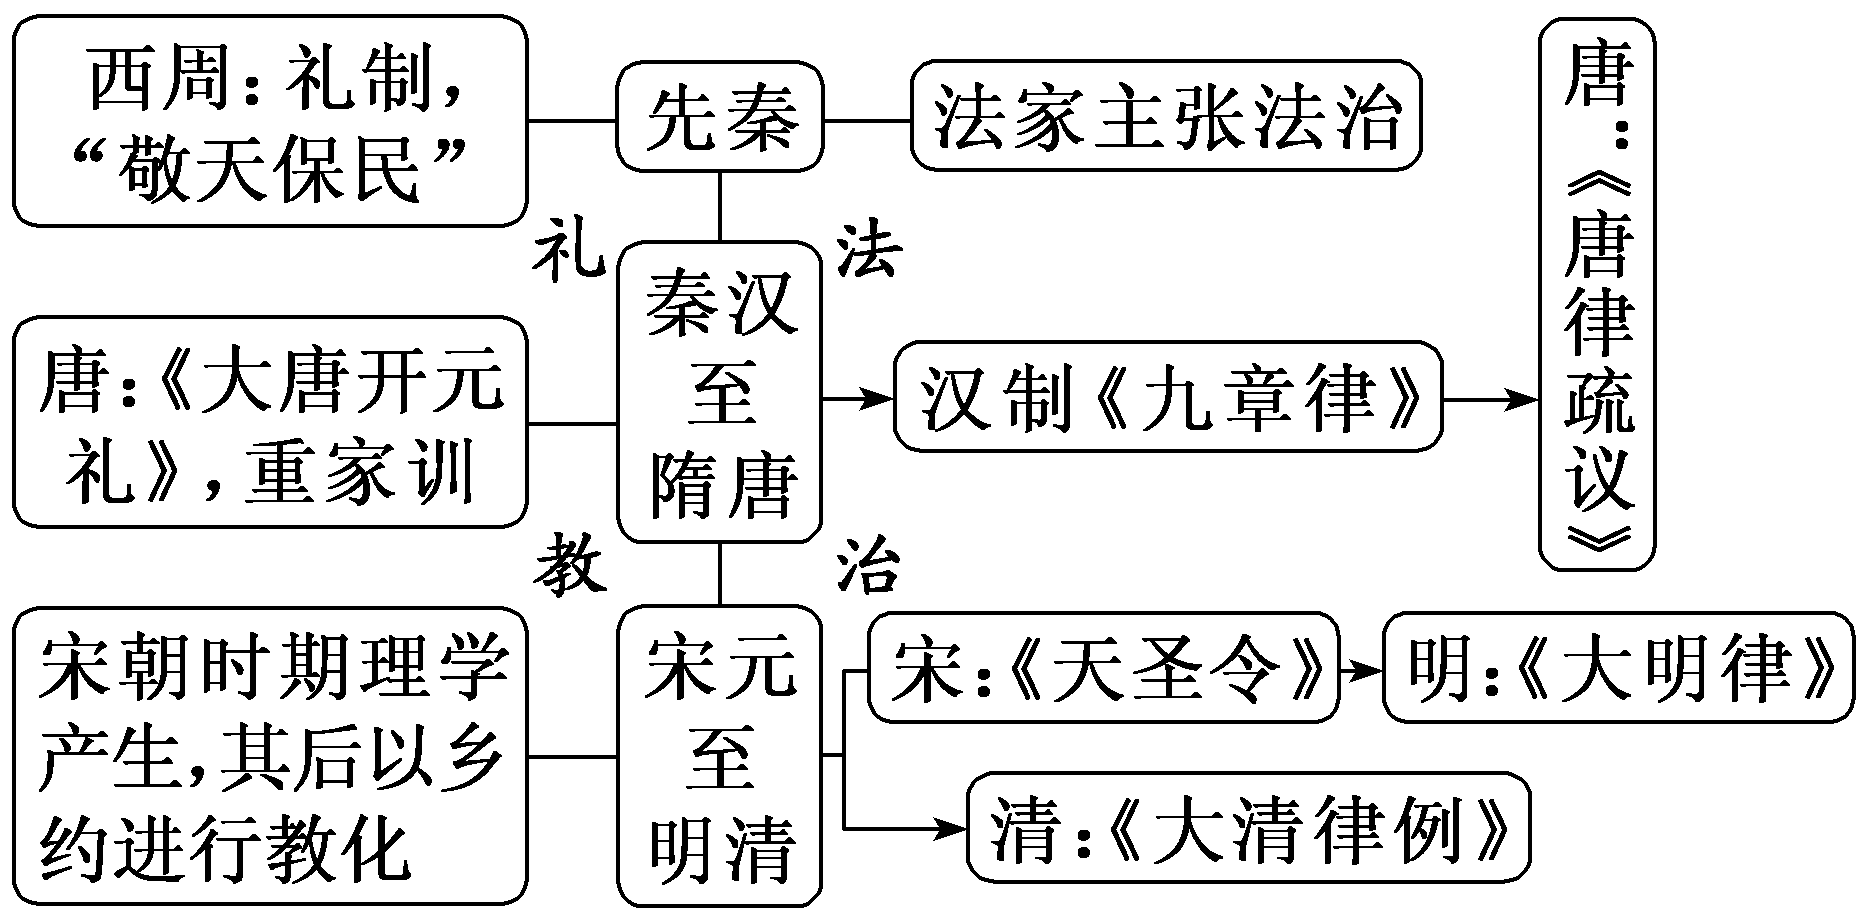 西周：礼制，
“敬天保民”
先秦
法家主张法治
唐：《唐律疏议》
礼
法
秦汉
至
隋唐
唐：《大唐开元
礼》，重家训
汉制《九章律》
教
治
宋朝时期理学
产生，其后以乡
约进行教化
宋元
至
明清
宋：《天圣令》
明：《大明律》
清：《大清律例》